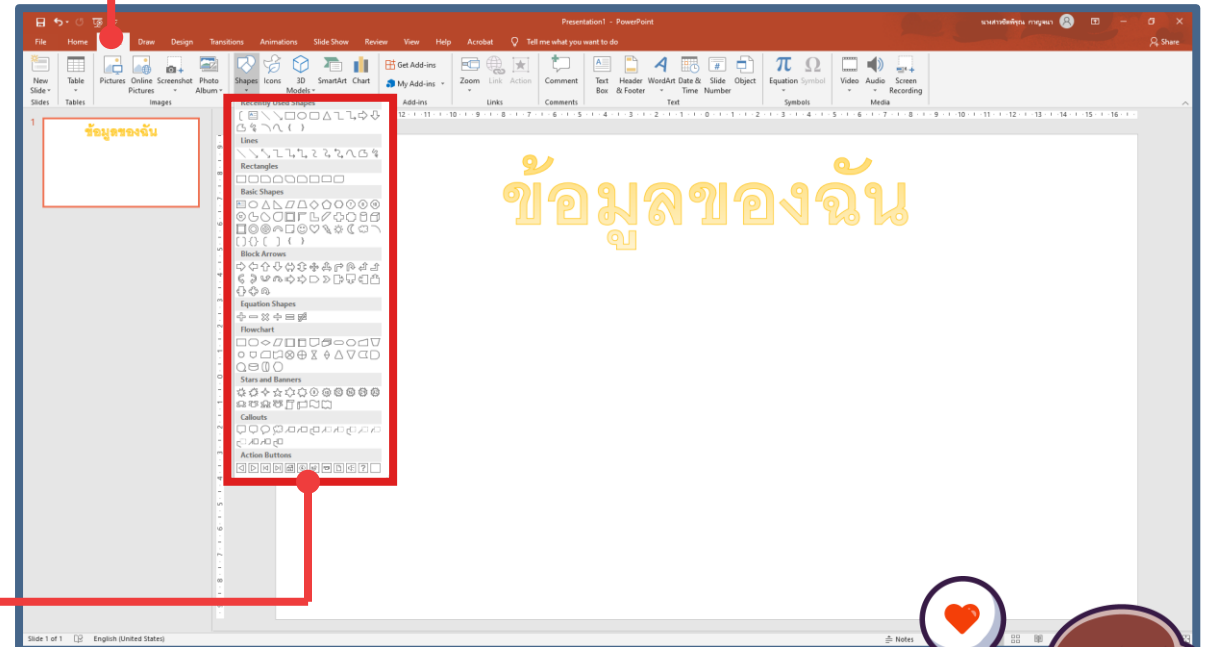 Presentation1 - PowerPoint
Share
File Home Draw Design Transitions Animations Slide Show Review View Help Acrobat Tell me what you want to do
New Slide
Table
Pictures
Online Pictures
Screenshot
Photo Album
Shapes
Icons
3D Models
SmartArt
Chart
Get Add-ins
My Add-ins
Zoom
Link
Action
Comment
Text Box
Header & Footer
WordArt
Date & Time
Slide Number
Object
Equation
Symbol
Video
Audio
Screen Recording
Slides Tables Images Add-ins Links Comments Text Symbols Media
Recently Used Shapes
Lines
Rectangles
Basic Shapes
Block Arrows
Equation Shapes
Flowchart
Stars and Banners
Callouts
Action Buttons
1
ข้อมูลของฉัน
ข้อมูลของฉัน
Slide 1 of 1 English (United States) Notes